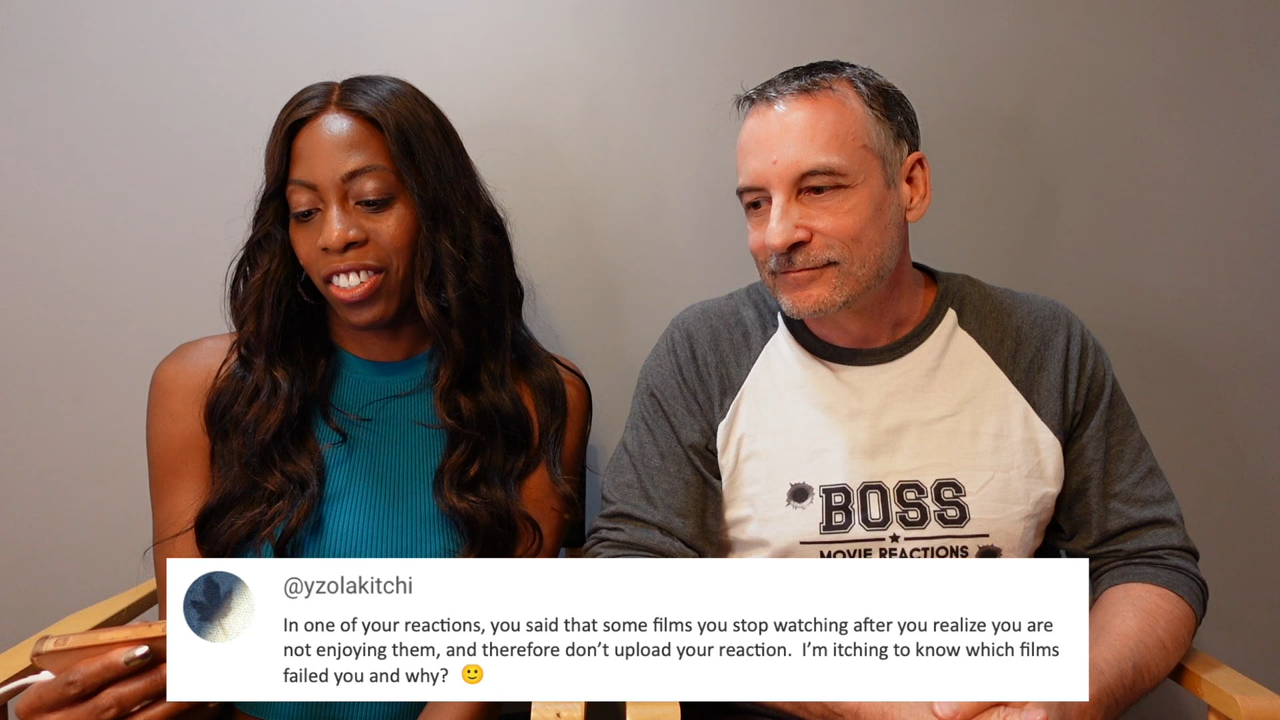 BOSS
MOVIE REACTIONS
@yzolakitchi
In one of your reactions, you said that some films you stop watching after you realize you are
not enjoying them, and therefore don’t upload your reaction.  I’m itching to know which films
failed you and why?  🙂